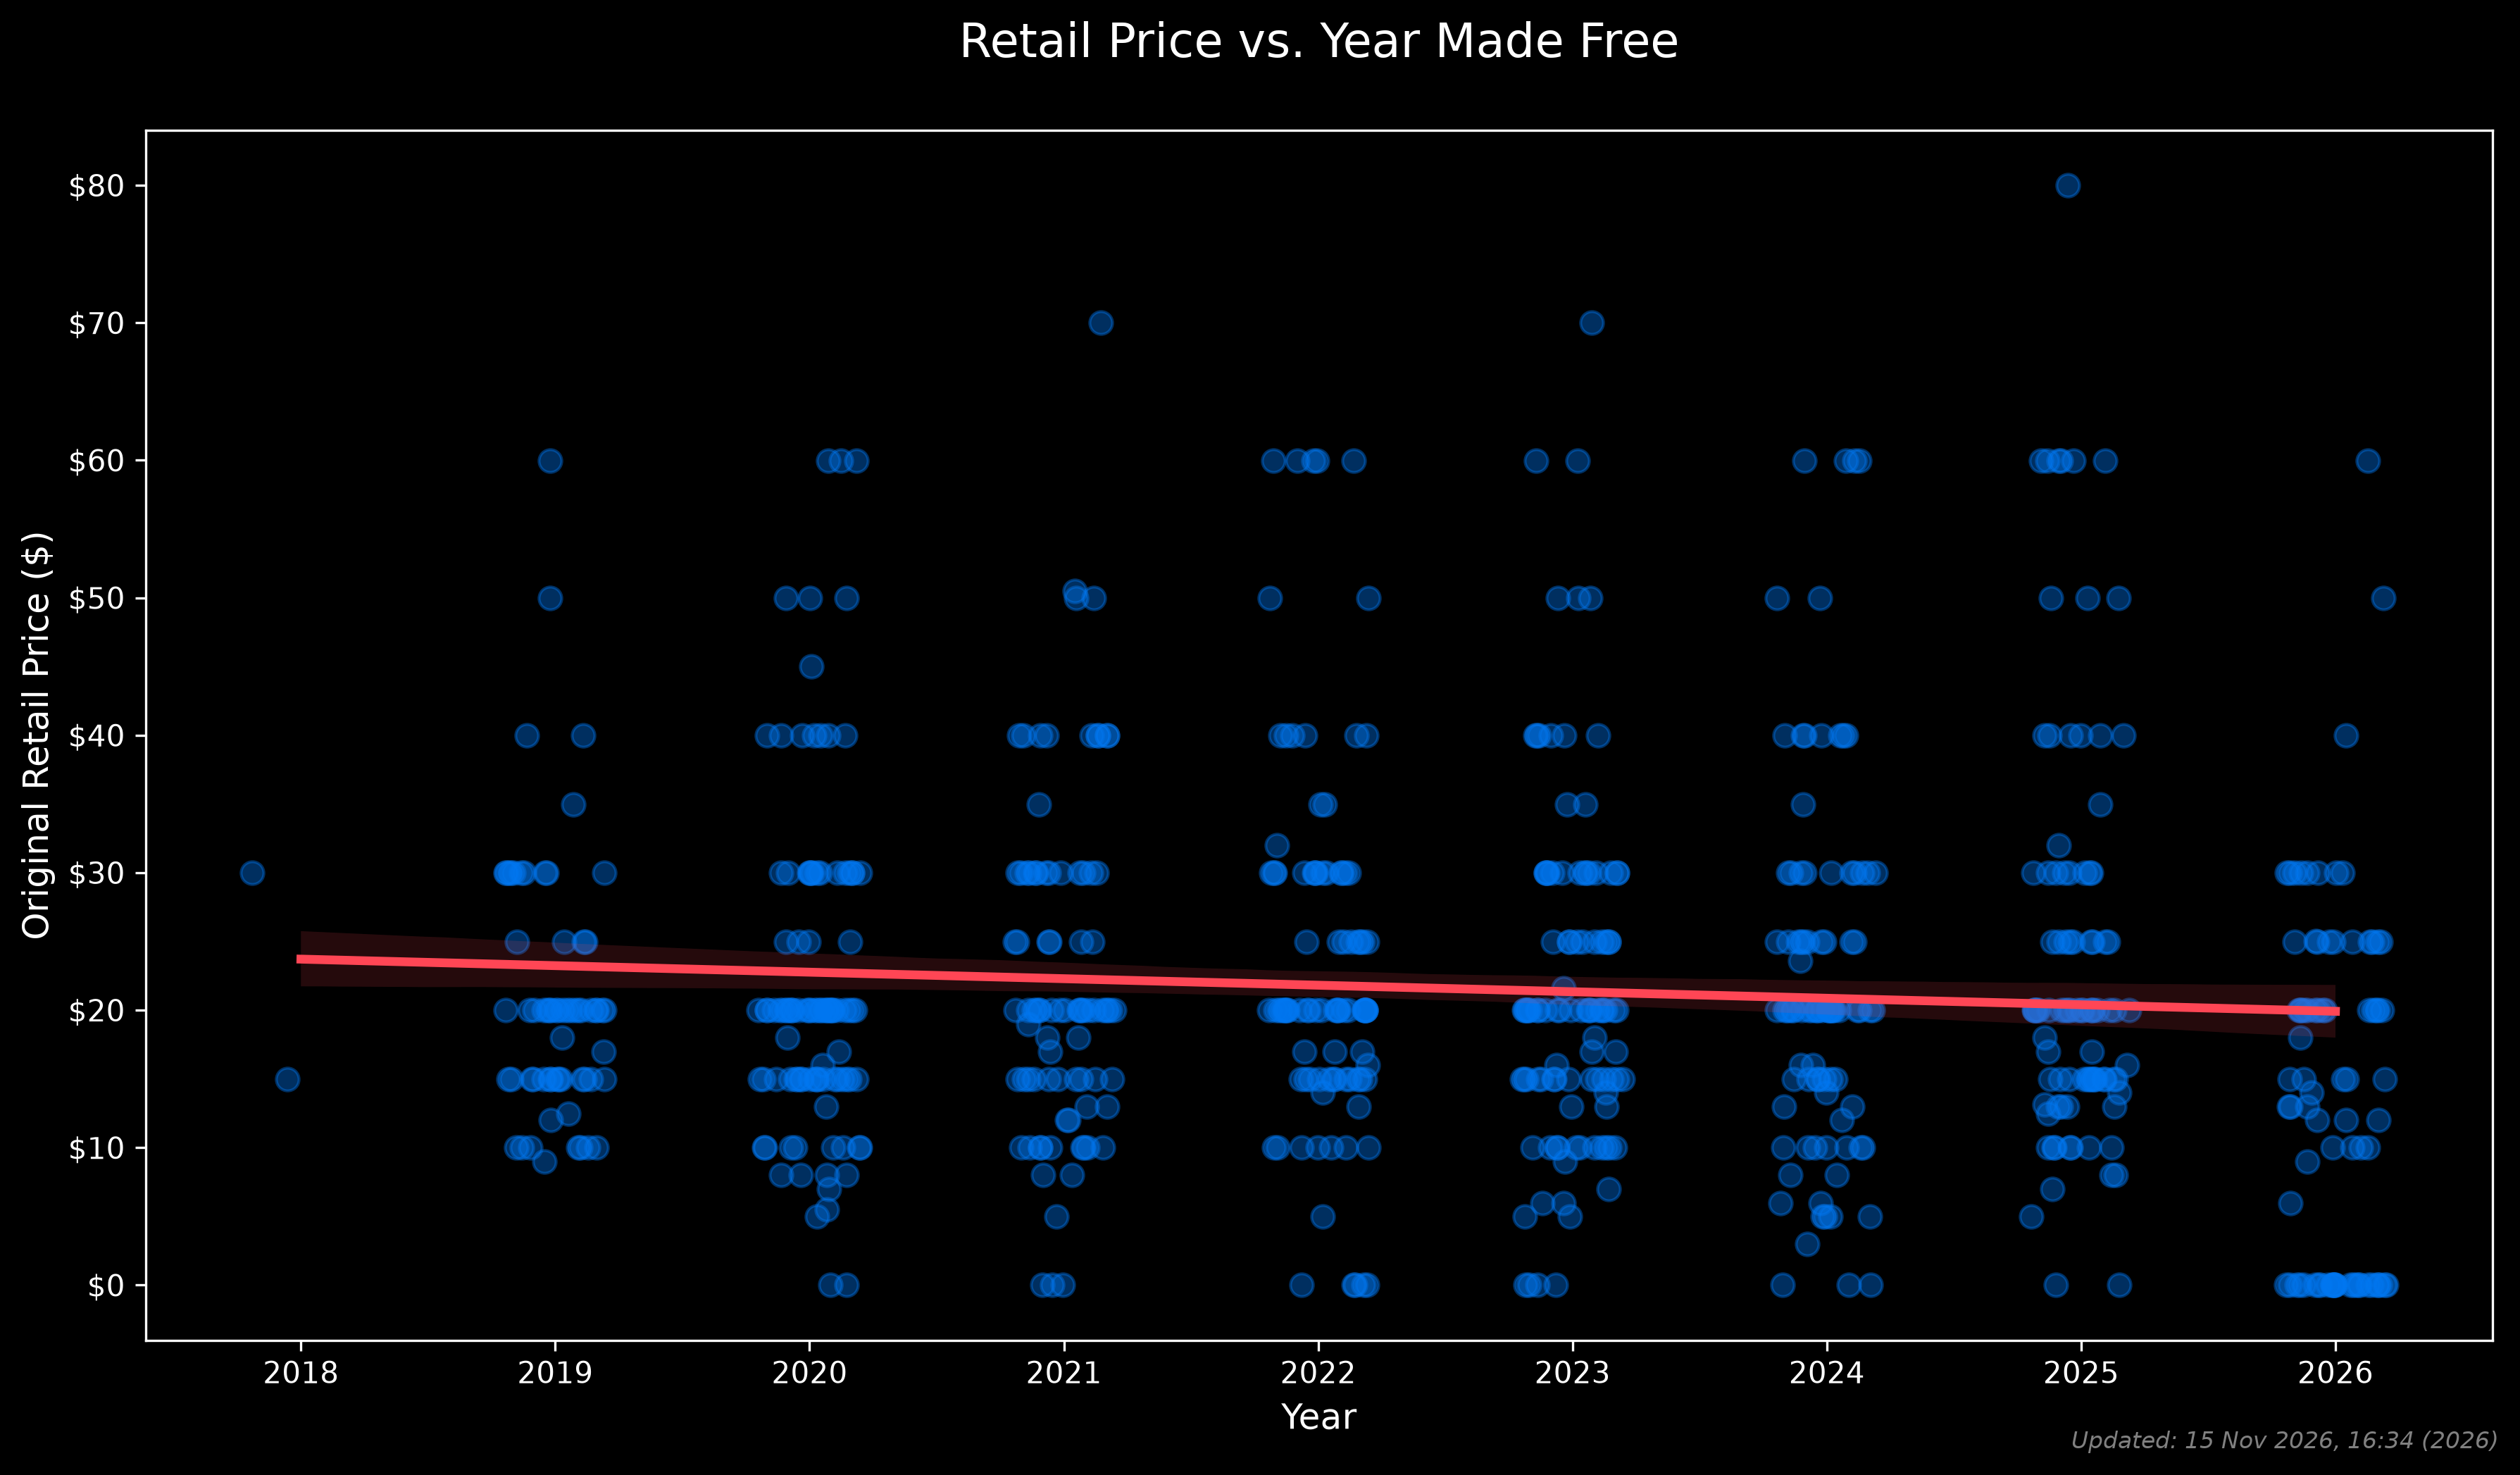 Retail Price vs. Year Made Free
Original Retail Price ($)
$80
$70
$60
$50
$40
$30
$20
$10
$0
2018 2019 2020 2021 2022 2023 2024 2025 2026
Year
Updated: 15 Nov 2026, 16:34 (2026)